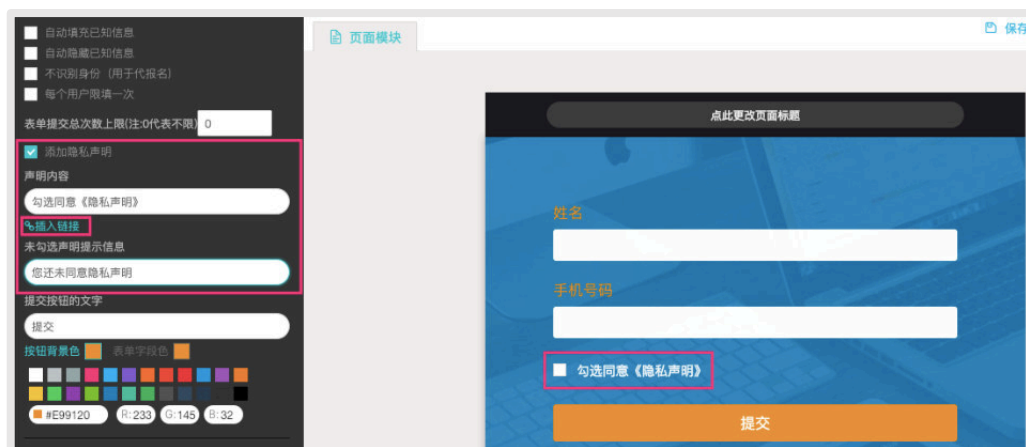 自动填充已知信息
自动隐藏已知信息
不识别身份（用于代报名）
每个用户限填一次
表单提交总次数上限(注:0代表不限) 0
添加隐私声明
声明内容
勾选同意《隐私声明》
插入链接
未勾选声明提示信息
您还未同意隐私声明
提交按钮的文字
提交
按钮背景色 表单字段色
#E99120 R:233 G:145 B:32
页面模块
保存
点此更改页面标题
姓名
手机号码
勾选同意《隐私声明》
提交